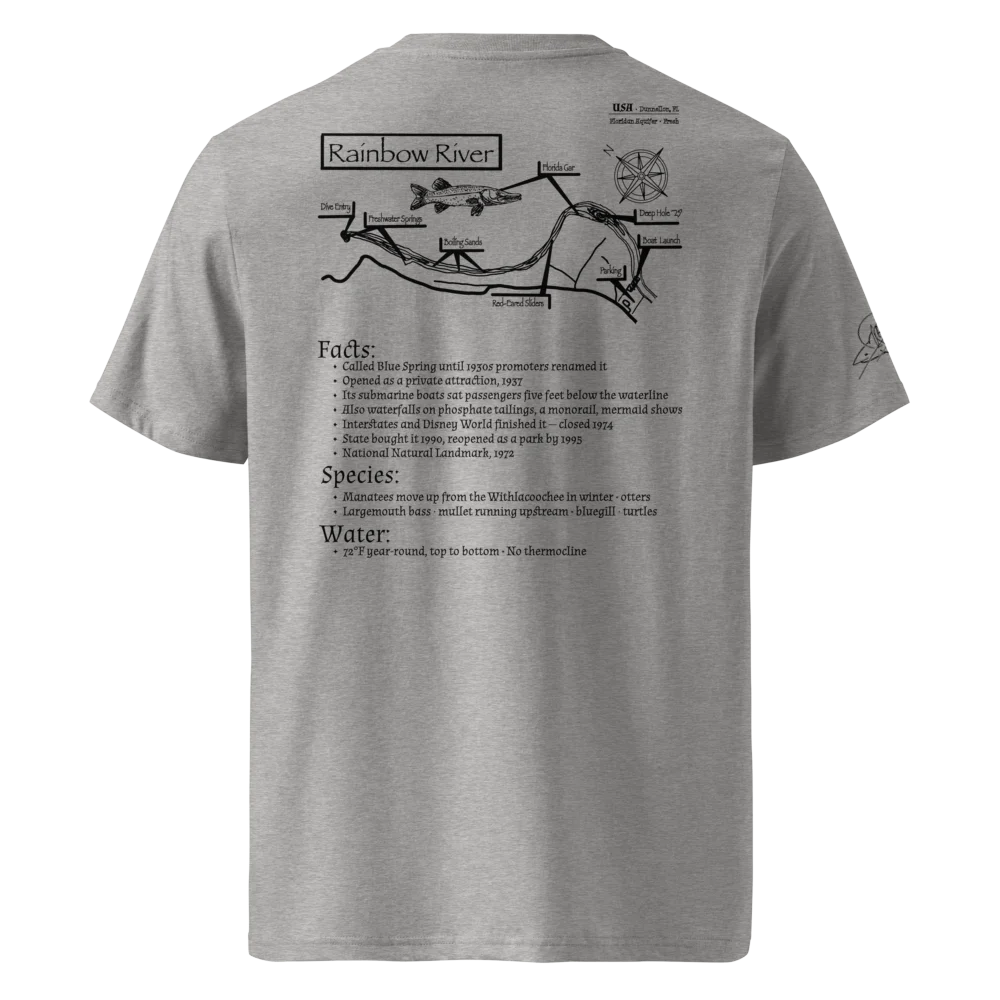 USA · Dunnellon, FL
Floridan Aquifer · Fresh
Rainbow River
N
Florida Gar
Dive Entry
Freshwater Springs
Deep Hole ~25'
Boiling Sands
Boat Launch
Parking
Red-Eared Sliders
Facts:
• Called Blue Spring until 1930s promoters renamed it
• Opened as a private attraction, 1937
• Its submarine boats sat passengers five feet below the waterline
• Also waterfalls on phosphate tailings, a monorail, mermaid shows
• Interstates and Disney World finished it — closed 1974
• State bought it 1990, reopened as a park by 1995
• National Natural Landmark, 1972
Species:
• Manatees move up from the Withlacoochee in winter · otters
• Largemouth bass · mullet running upstream · bluegill · turtles
Water:
• 72°F year-round, top to bottom · No thermocline